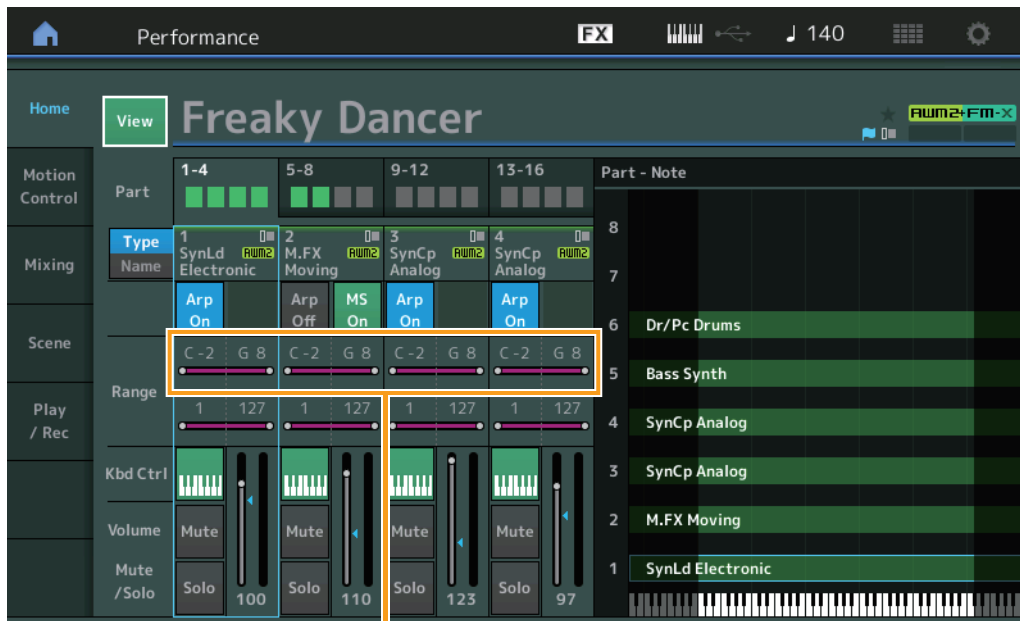 Performance FX 140
Home View Freaky Dancer AWM2+FM-X
Motion
Control
Part 1-4 5-8 9-12 13-16 Part - Note
8
Type 1 2 3 4
Name SynLd AWM2 M.FX AWM2 SynCp AWM2 SynCp AWM2
Electronic Moving Analog Analog
Mixing
7
Arp Arp MS Arp Arp
On Off On On On
6 Dr/Pc Drums
Scene
Range C -2 G 8 C -2 G 8 C -2 G 8 C -2 G 8
5 Bass Synth
1 127 1 127 1 127 1 127
4 SynCp Analog
Play
/ Rec
Kbd Ctrl
3 SynCp Analog
Volume Mute Mute Mute Mute
2 M.FX Moving
Mute
/Solo Solo 100 Solo 110 Solo 123 Solo 97
1 SynLd Electronic